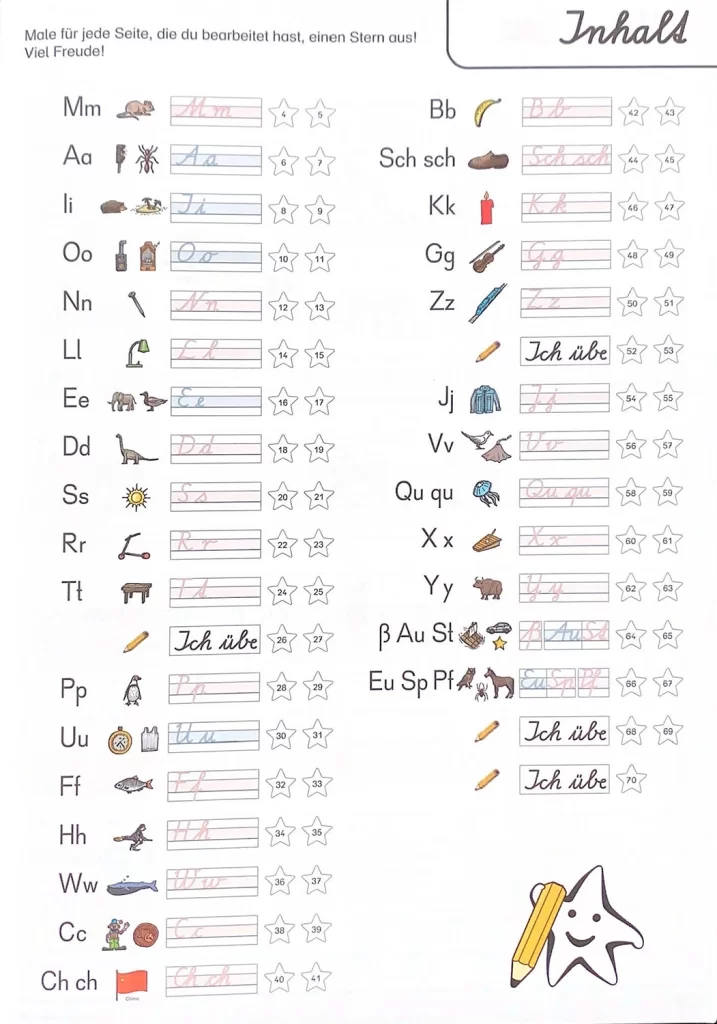 Male für jede Seite, die du bearbeitet hast, einen Stern aus!
Viel Freude!
Inhalt
Mm Mm 4 5
Aa Aa 6 7
Ii Ii 8 9
Oo Oo 10 11
Nn Nn 12 13
Ll Ll 14 15
Ee Ee 16 17
Dd Dd 18 19
Ss Ss 20 21
Rr Rr 22 23
Tt Tt 24 25
Ich übe 26 27
Pp Pp 28 29
Uu Uu 30 31
Ff Ff 32 33
Hh Hh 34 35
Ww Ww 36 37
Cc Cc 38 39
Ch ch Ch ch 40 41
China
Bb Bb 42 43
Sch sch Sch sch 44 45
Kk Kk 46 47
Gg Gg 48 49
Zz Zz 50 51
Ich übe 52 53
Jj Jj 54 55
Vv Vv 56 57
Qu qu Qu qu 58 59
X x X x 60 61
Y y Y y 62 63
β Au St β Au St 64 65
Eu Sp Pf Eu Sp Pf 66 67
Ich übe 68 69
Ich übe 70